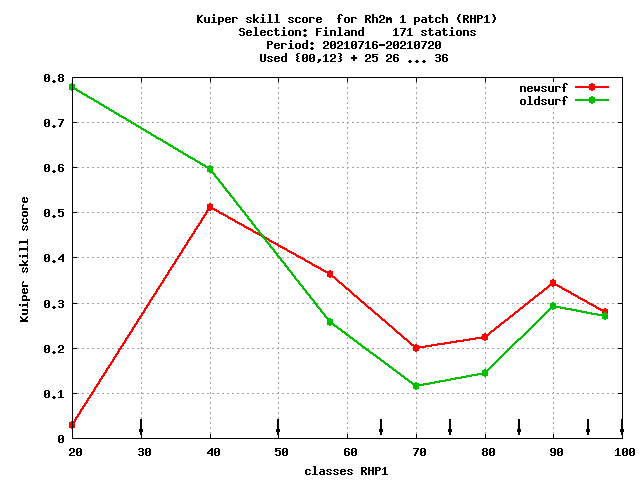 Kuiper skill score for Rh2m 1 patch (RHP1)
Selection: Finland 171 stations
Period: 20210716-20210720
Used {00,12} + 25 26 ... 36
newsurf
oldsurf
0.8
0.7
0.6
0.5
0.4
0.3
0.2
0.1
0
Kuiper skill score
20 30 40 50 60 70 80 90 100
classes RHP1